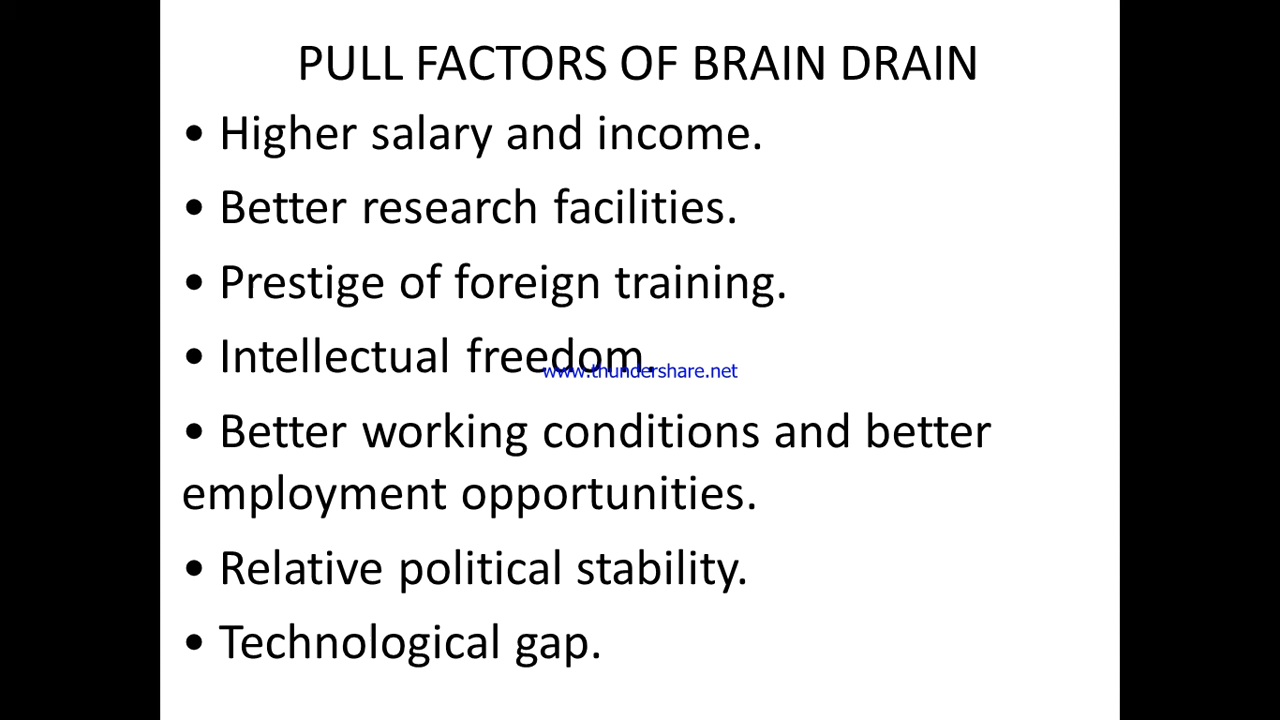 PULL FACTORS OF BRAIN DRAIN
• Higher salary and income.
• Better research facilities.
• Prestige of foreign training.
• Intellectual freedom.
www.thundershare.net
• Better working conditions and better
employment opportunities.
• Relative political stability.
• Technological gap.